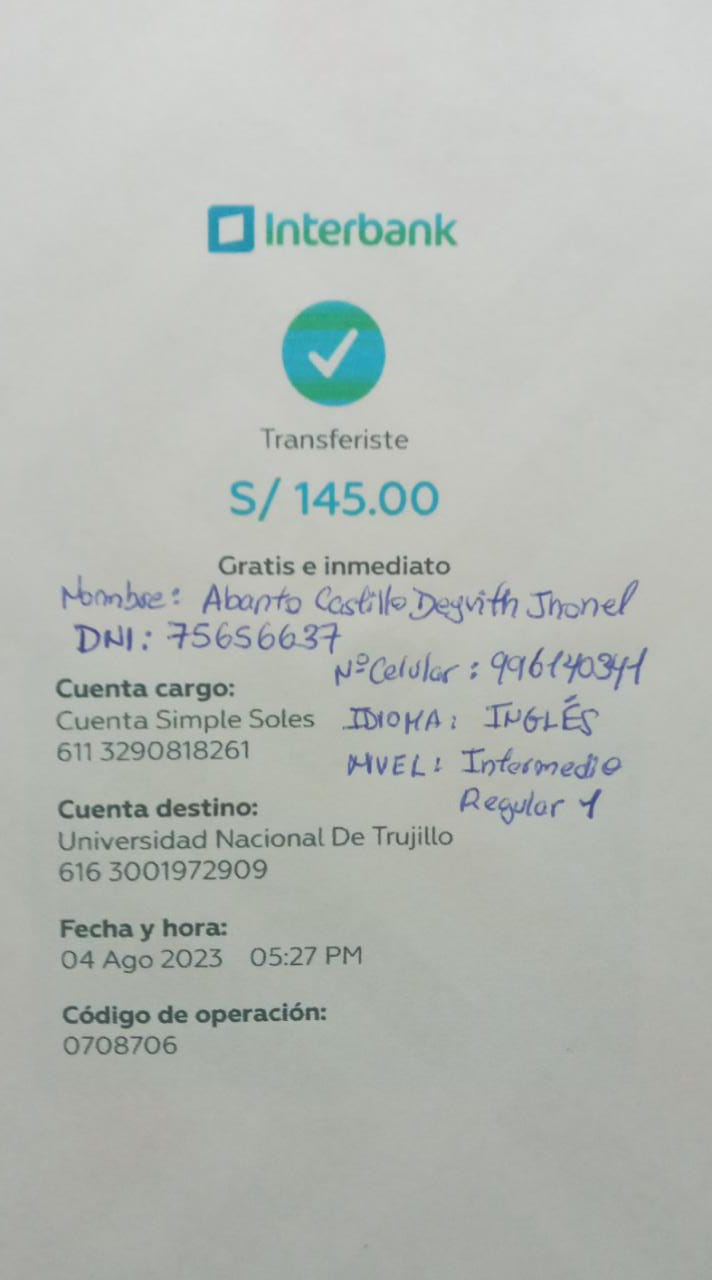 Interbank
Transferiste
S/ 145.00
Gratis e inmediato
Nombre: Abanto Castillo Deyvith Jhonel
DNI: 75656637
N° Celular: 996140341
Cuenta cargo:
Cuenta Simple Soles
IDIOMA: INGLÉS
611 3290818261
NIVEL: Intermedio
Regular 1
Cuenta destino:
Universidad Nacional De Trujillo
616 3001972909
Fecha y hora:
04 Ago 2023 05:27 PM
Código de operación:
0708706